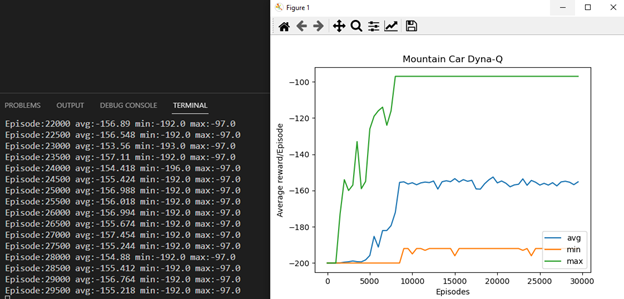 Figure 1
PROBLEMS OUTPUT DEBUG CONSOLE TERMINAL
Episode:22000 avg:-156.89 min:-192.0 max:-97.0
Episode:22500 avg:-156.548 min:-192.0 max:-97.0
Episode:23000 avg:-153.56 min:-193.0 max:-97.0
Episode:23500 avg:-157.11 min:-192.0 max:-97.0
Episode:24000 avg:-154.418 min:-196.0 max:-97.0
Episode:24500 avg:-155.424 min:-192.0 max:-97.0
Episode:25000 avg:-156.988 min:-192.0 max:-97.0
Episode:25500 avg:-156.018 min:-192.0 max:-97.0
Episode:26000 avg:-156.994 min:-192.0 max:-97.0
Episode:26500 avg:-155.674 min:-192.0 max:-97.0
Episode:27000 avg:-157.454 min:-192.0 max:-97.0
Episode:27500 avg:-155.244 min:-192.0 max:-97.0
Episode:28000 avg:-154.88 min:-192.0 max:-97.0
Episode:28500 avg:-155.412 min:-192.0 max:-97.0
Episode:29000 avg:-156.764 min:-192.0 max:-97.0
Episode:29500 avg:-155.218 min:-192.0 max:-97.0
Mountain Car Dyna-Q
Average reward/Episode
−100
−120
−140
−160
−180
−200
avg
min
max
0 5000 10000 15000 20000 25000 30000
Episodes